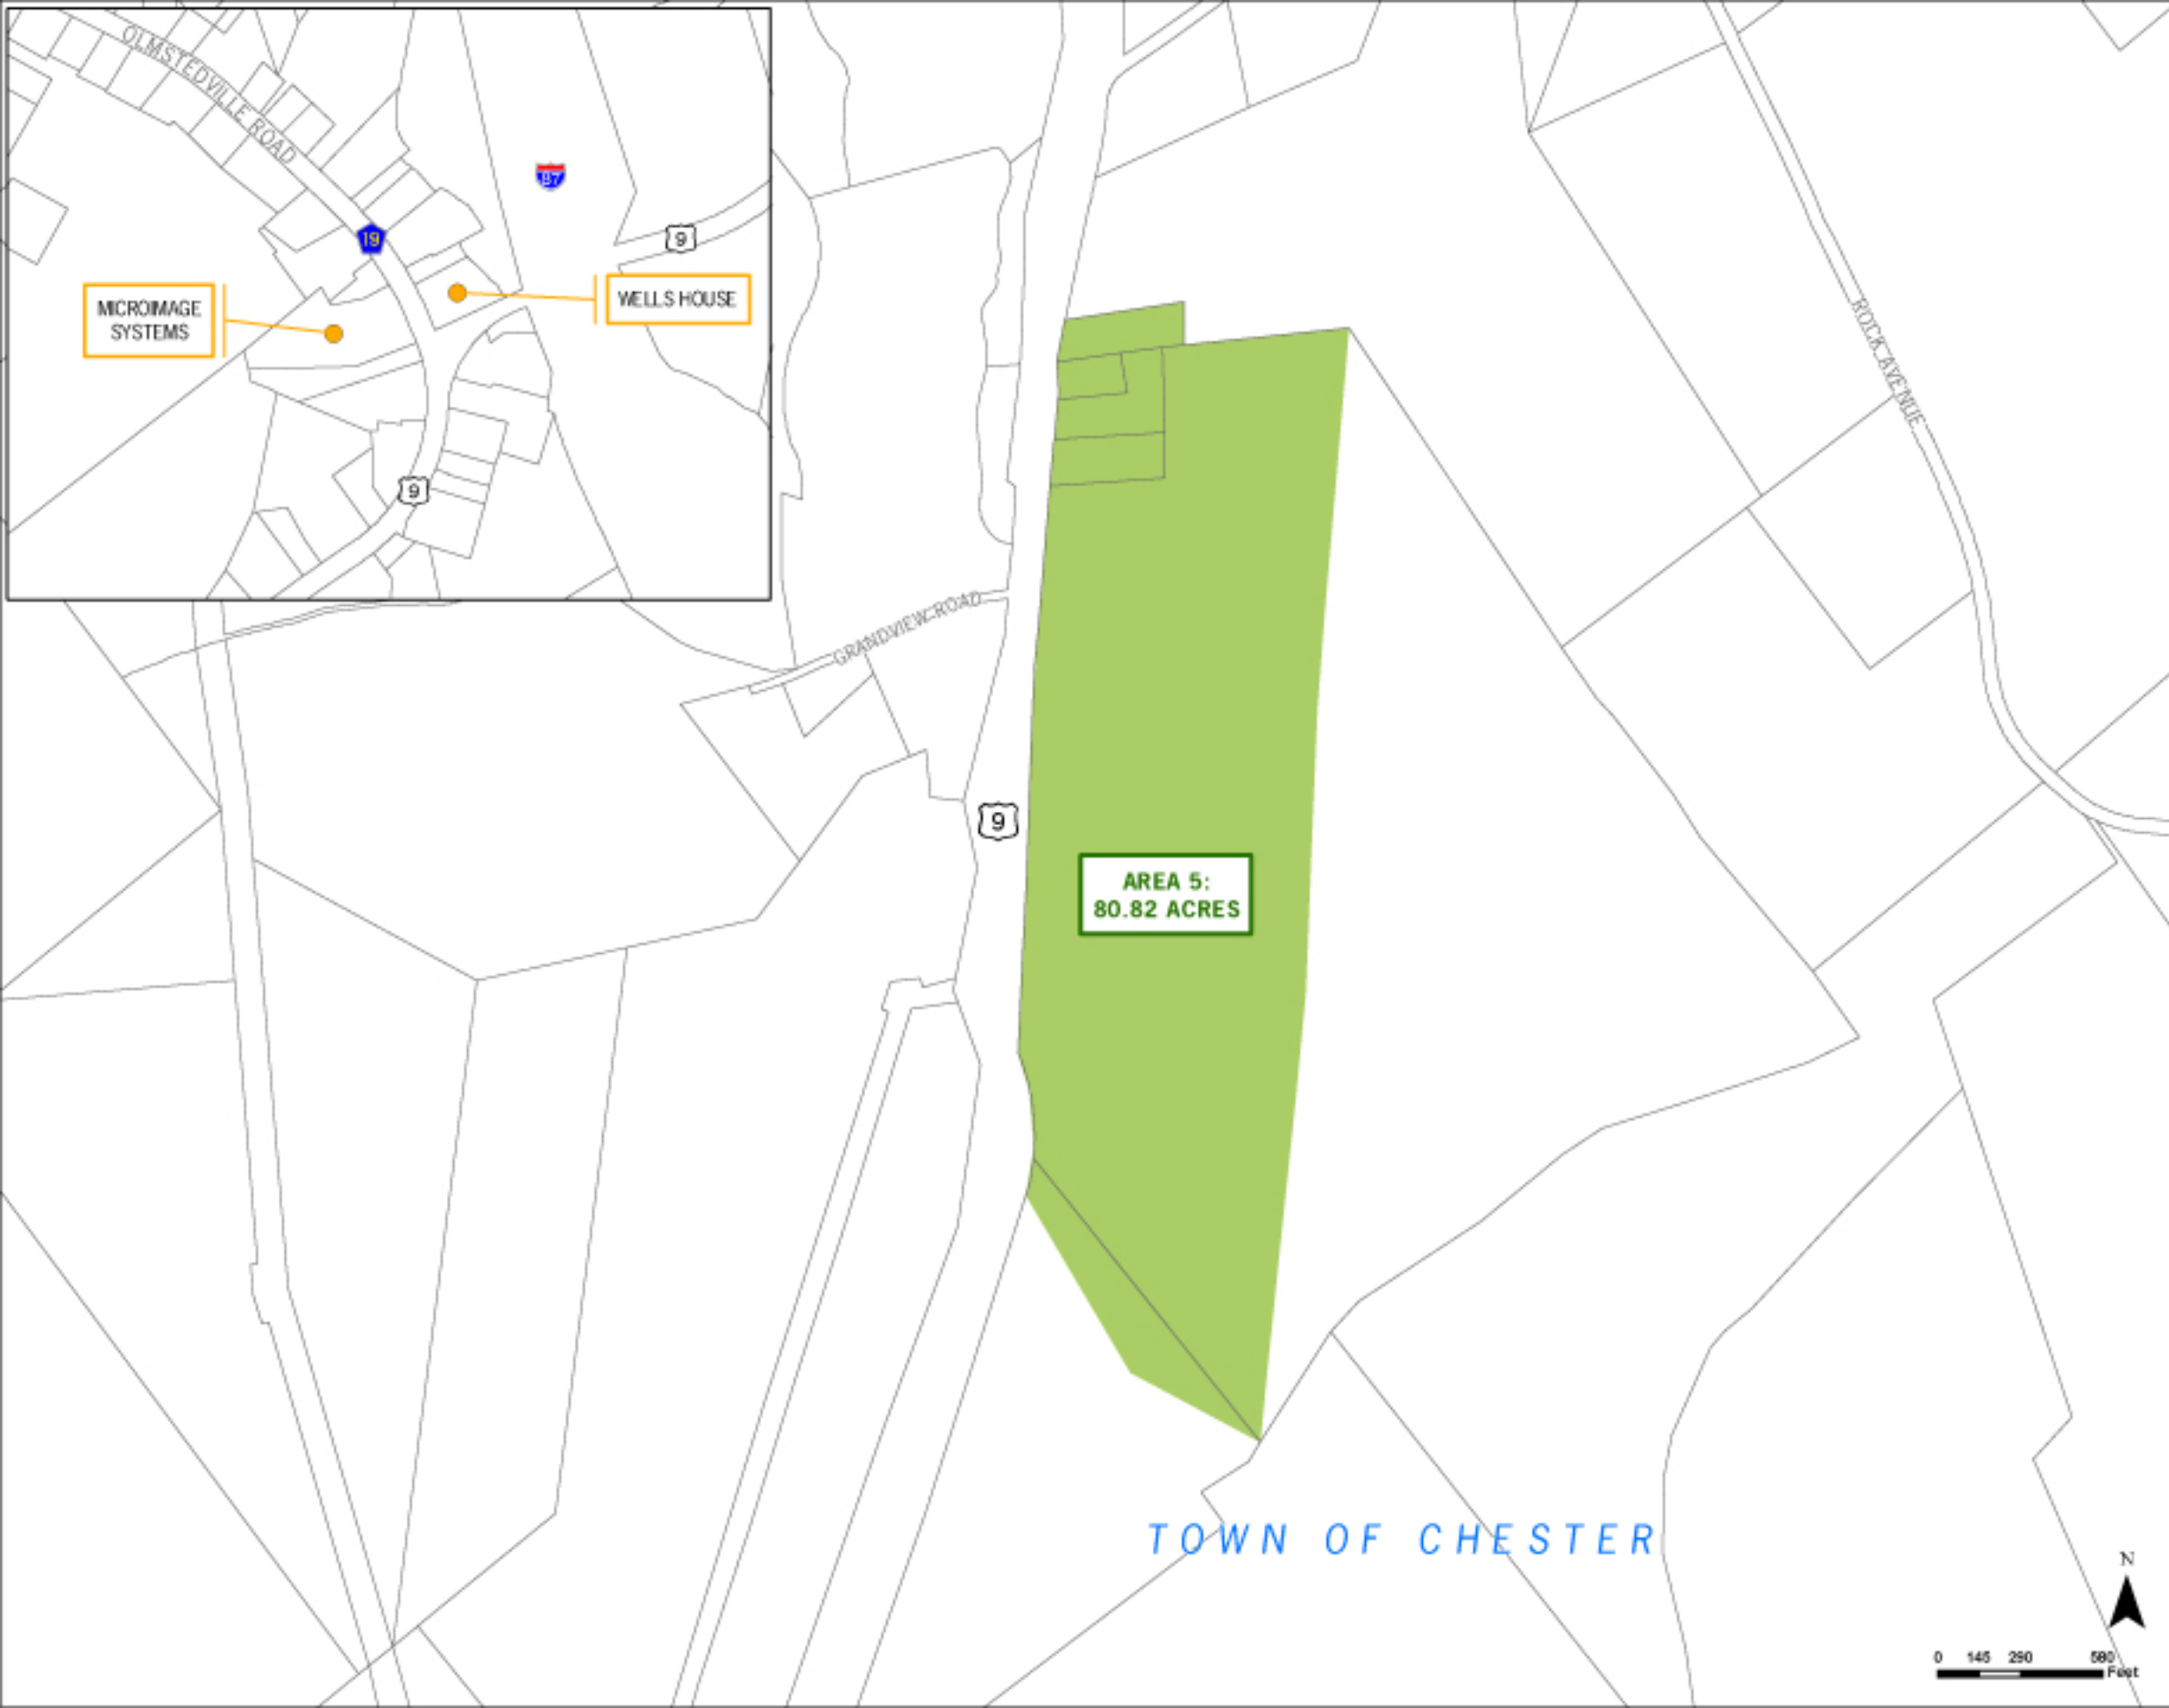 OLMSTEDVILLE ROAD
87
9
19
MICROIMAGE
SYSTEMS
WELLS HOUSE
9
ROCK AVENUE
GRANDVIEW ROAD
9
AREA 5:
80.82 ACRES
TOWN OF CHESTER
N
0 145 290 580
Feet